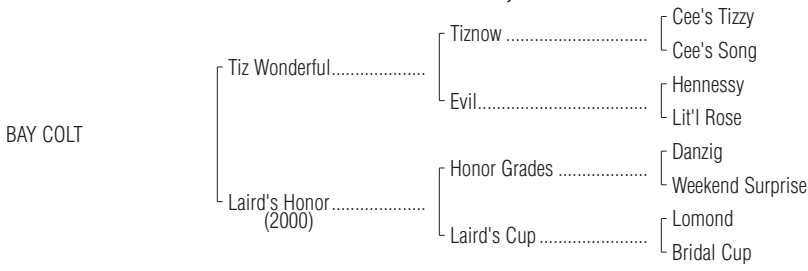 Cee's Tizzy
Tiznow ..............................
Cee's Song
Tiz Wonderful....................
Hennessy
Evil....................................
Lit'l Rose
BAY COLT
Danzig
Honor Grades ...................
Weekend Surprise
Laird's Honor....................
(2000)
Lomond
Laird's Cup .......................
Bridal Cup